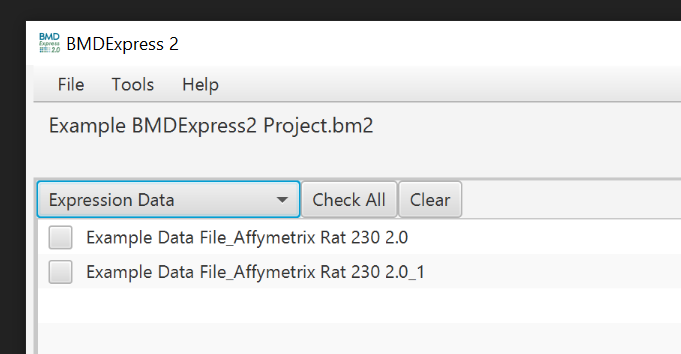 BMD
Express
2.0
BMDExpress 2
File Tools Help
Example BMDExpress2 Project.bm2
Expression Data Check All Clear
Example Data File_Affymetrix Rat 230 2.0
Example Data File_Affymetrix Rat 230 2.0_1